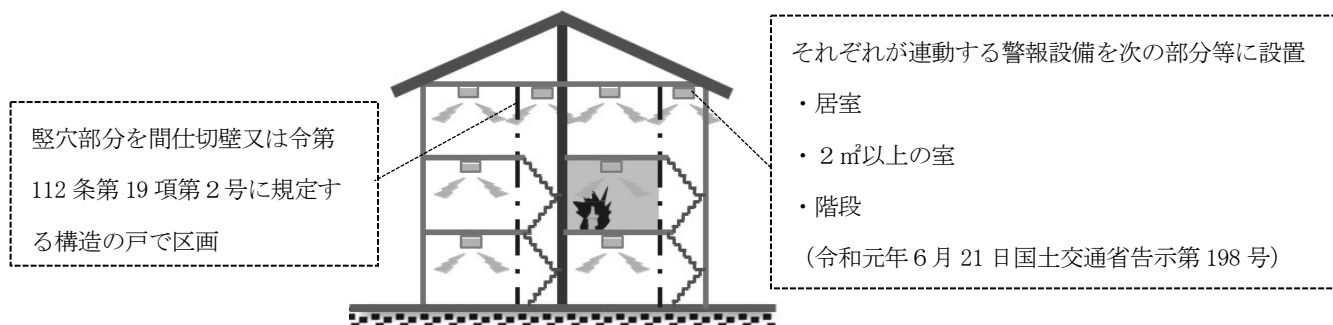 竪穴部分を間仕切壁又は令第
112 条第 19 項第２号に規定す
る構造の戸で区画
それぞれが連動する警報設備を次の部分等に設置
・居室
・２㎡以上の室
・階段
（令和元年６月 21 日国土交通省告示第 198 号）